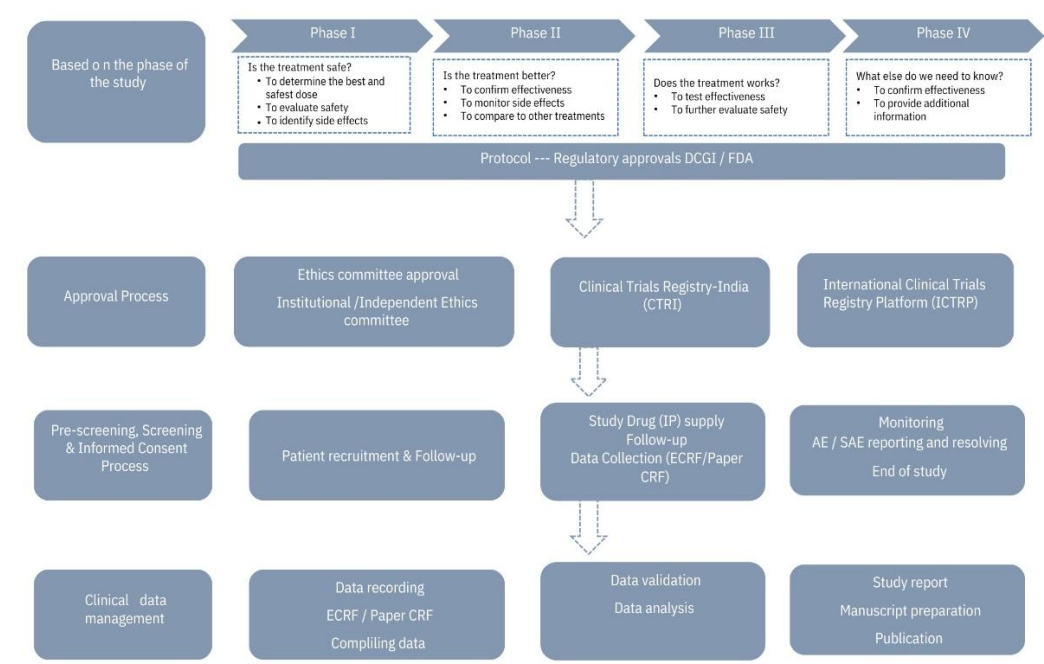 Phase I
Phase II
Phase III
Phase IV
Based o n the phase of
the study
Is the treatment safe?
• To determine the best and
safest dose
• To evaluate safety
• To identify side effects
Is the treatment better?
• To confirm effectiveness
• To monitor side effects
• To compare to other treatments
Does the treatment works?
• To test effectiveness
• To further evaluate safety
What else do we need to know?
• To confirm effectiveness
• To provide additional
information
Protocol --- Regulatory approvals DCGI / FDA
Approval Process
Ethics committee approval
Institutional /Independent Ethics
committee
Clinical Trials Registry-India
(CTRI)
International Clinical Trials
Registry Platform (ICTRP)
Pre-screening, Screening
& Informed Consent
Process
Patient recruitment & Follow-up
Study Drug (IP) supply
Follow-up
Data Collection (ECRF/Paper
CRF)
Monitoring
AE / SAE reporting and resolving
End of study
Clinical data
management
Data recording
ECRF / Paper CRF
Compliling data
Data validation
Data analysis
Study report
Manuscript preparation
Publication